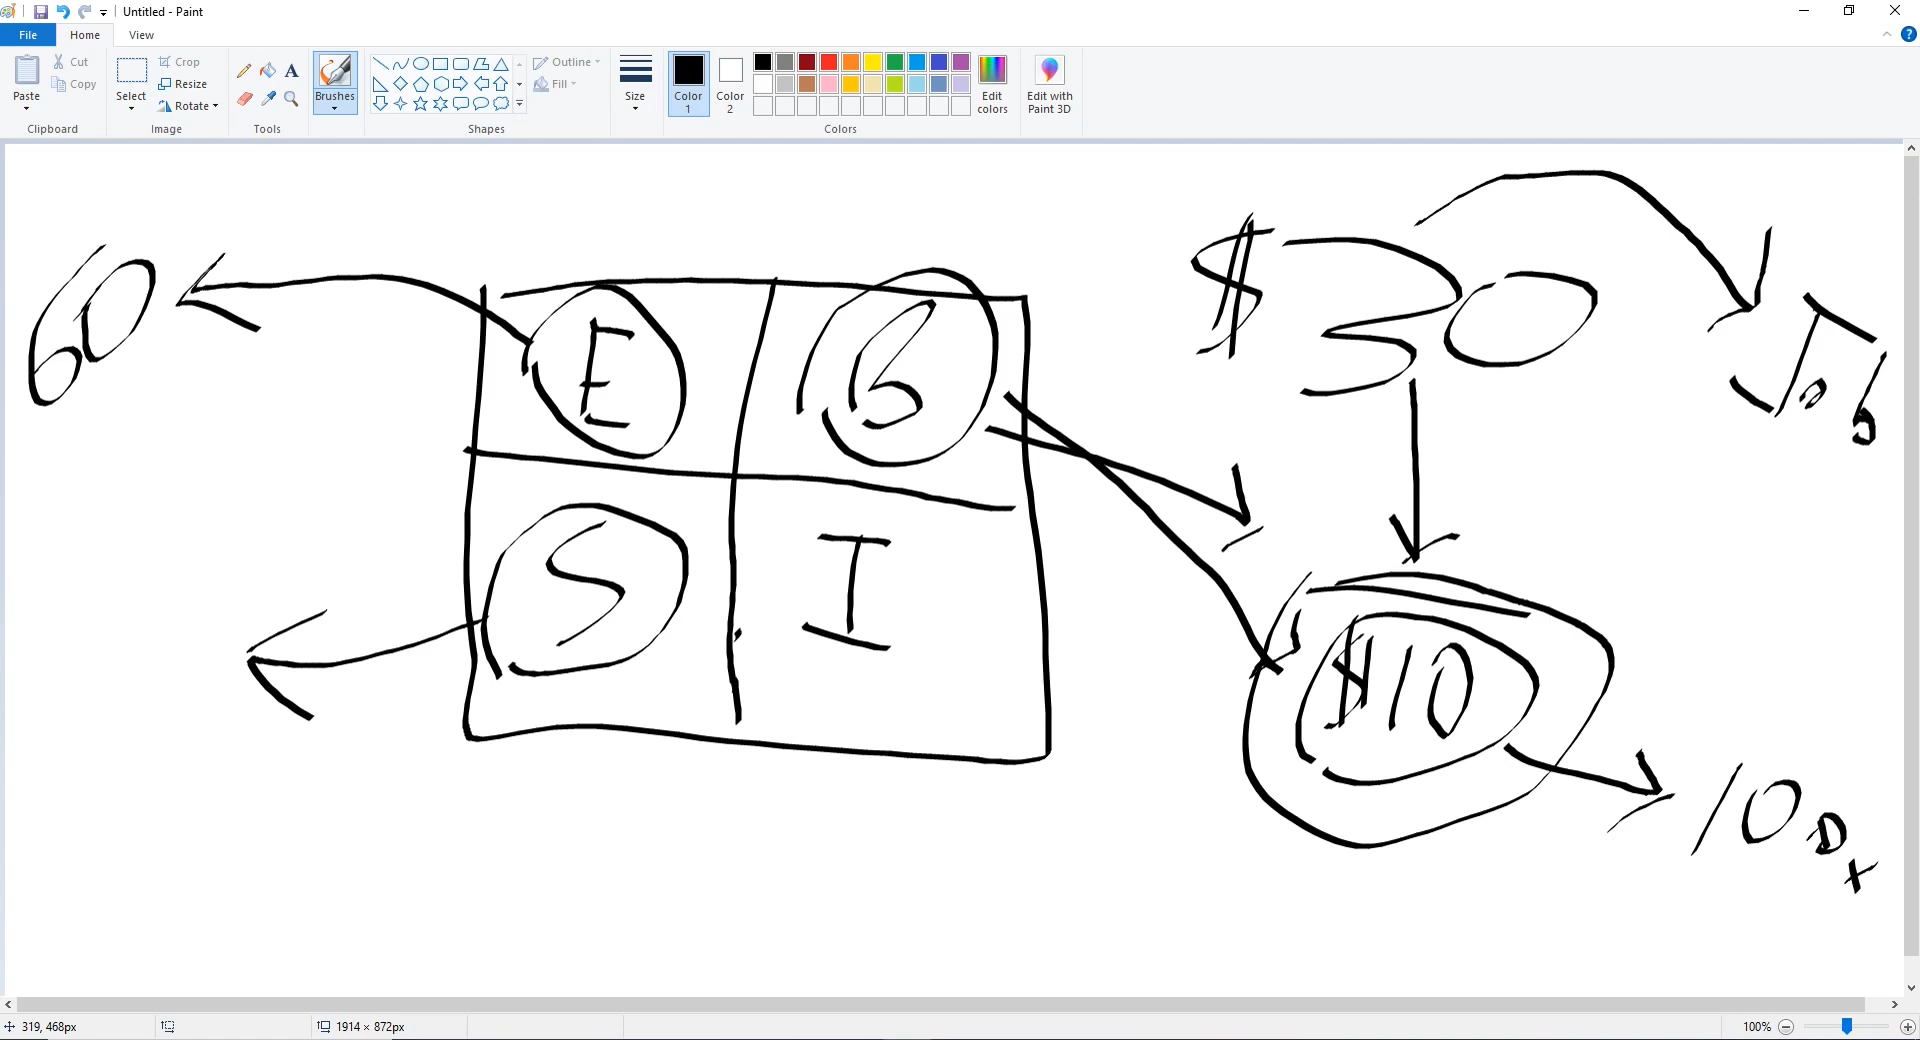 Untitled - Paint
File
Home
View
Paste
Cut
Copy
Clipboard
Select
Crop
Resize
Rotate
Image
A
Tools
Brushes
Shapes
Outline
Fill
Size
Color 1
Color 2
Colors
Edit colors
Edit with Paint 3D
60
E
B
S
I
$30
Job
$10
10
319, 468px
1914 × 872px
100%